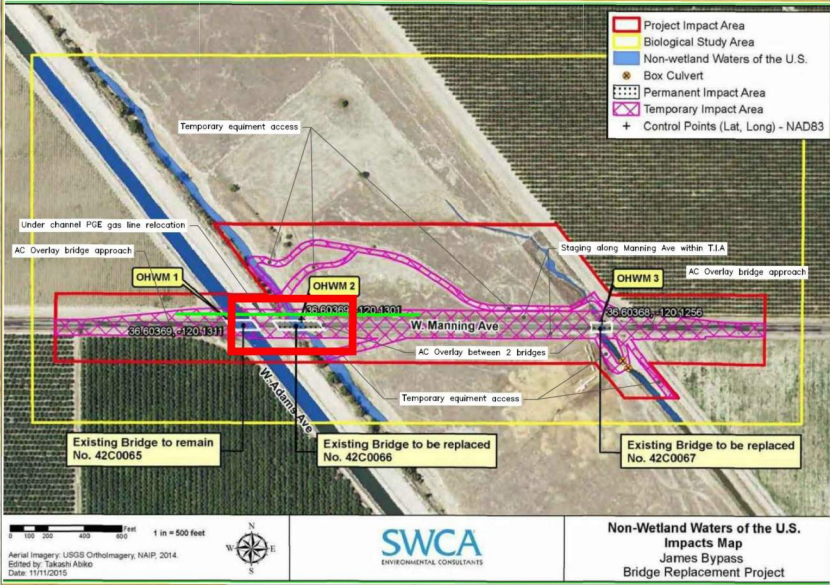 Project Impact Area
Biological Study Area
Non-wetland Waters of the U.S.
Box Culvert
Permanent Impact Area
Temporary Impact Area
Control Points (Lat, Long) - NAD83
Temporary equiment access
Under channel PGE gas line relocation
AC Overlay bridge approach
Staging along Manning Ave within T.I.A
AC Overlay bridge approach
OHWM 1
OHWM 2
OHWM 3
36.60369, -120.1301
36.60368, -120.1256
36.60369, -120.1311
W. Manning Ave
AC Overlay between 2 bridges
W. Adams Ave
Temporary equiment access
Existing Bridge to remain
No. 42C0065
Existing Bridge to be replaced
No. 42C0066
Existing Bridge to be replaced
No. 42C0067
0 100 200 400 600 Feet
1 in = 500 feet
Aerial Imagery: USGS OrthoImagery, NAIP, 2014.
Edited by: Takashi Abiko
Date: 11/11/2015
N
W E
S
SWCA
ENVIRONMENTAL CONSULTANTS
Non-Wetland Waters of the U.S.
Impacts Map
James Bypass
Bridge Replacement Project